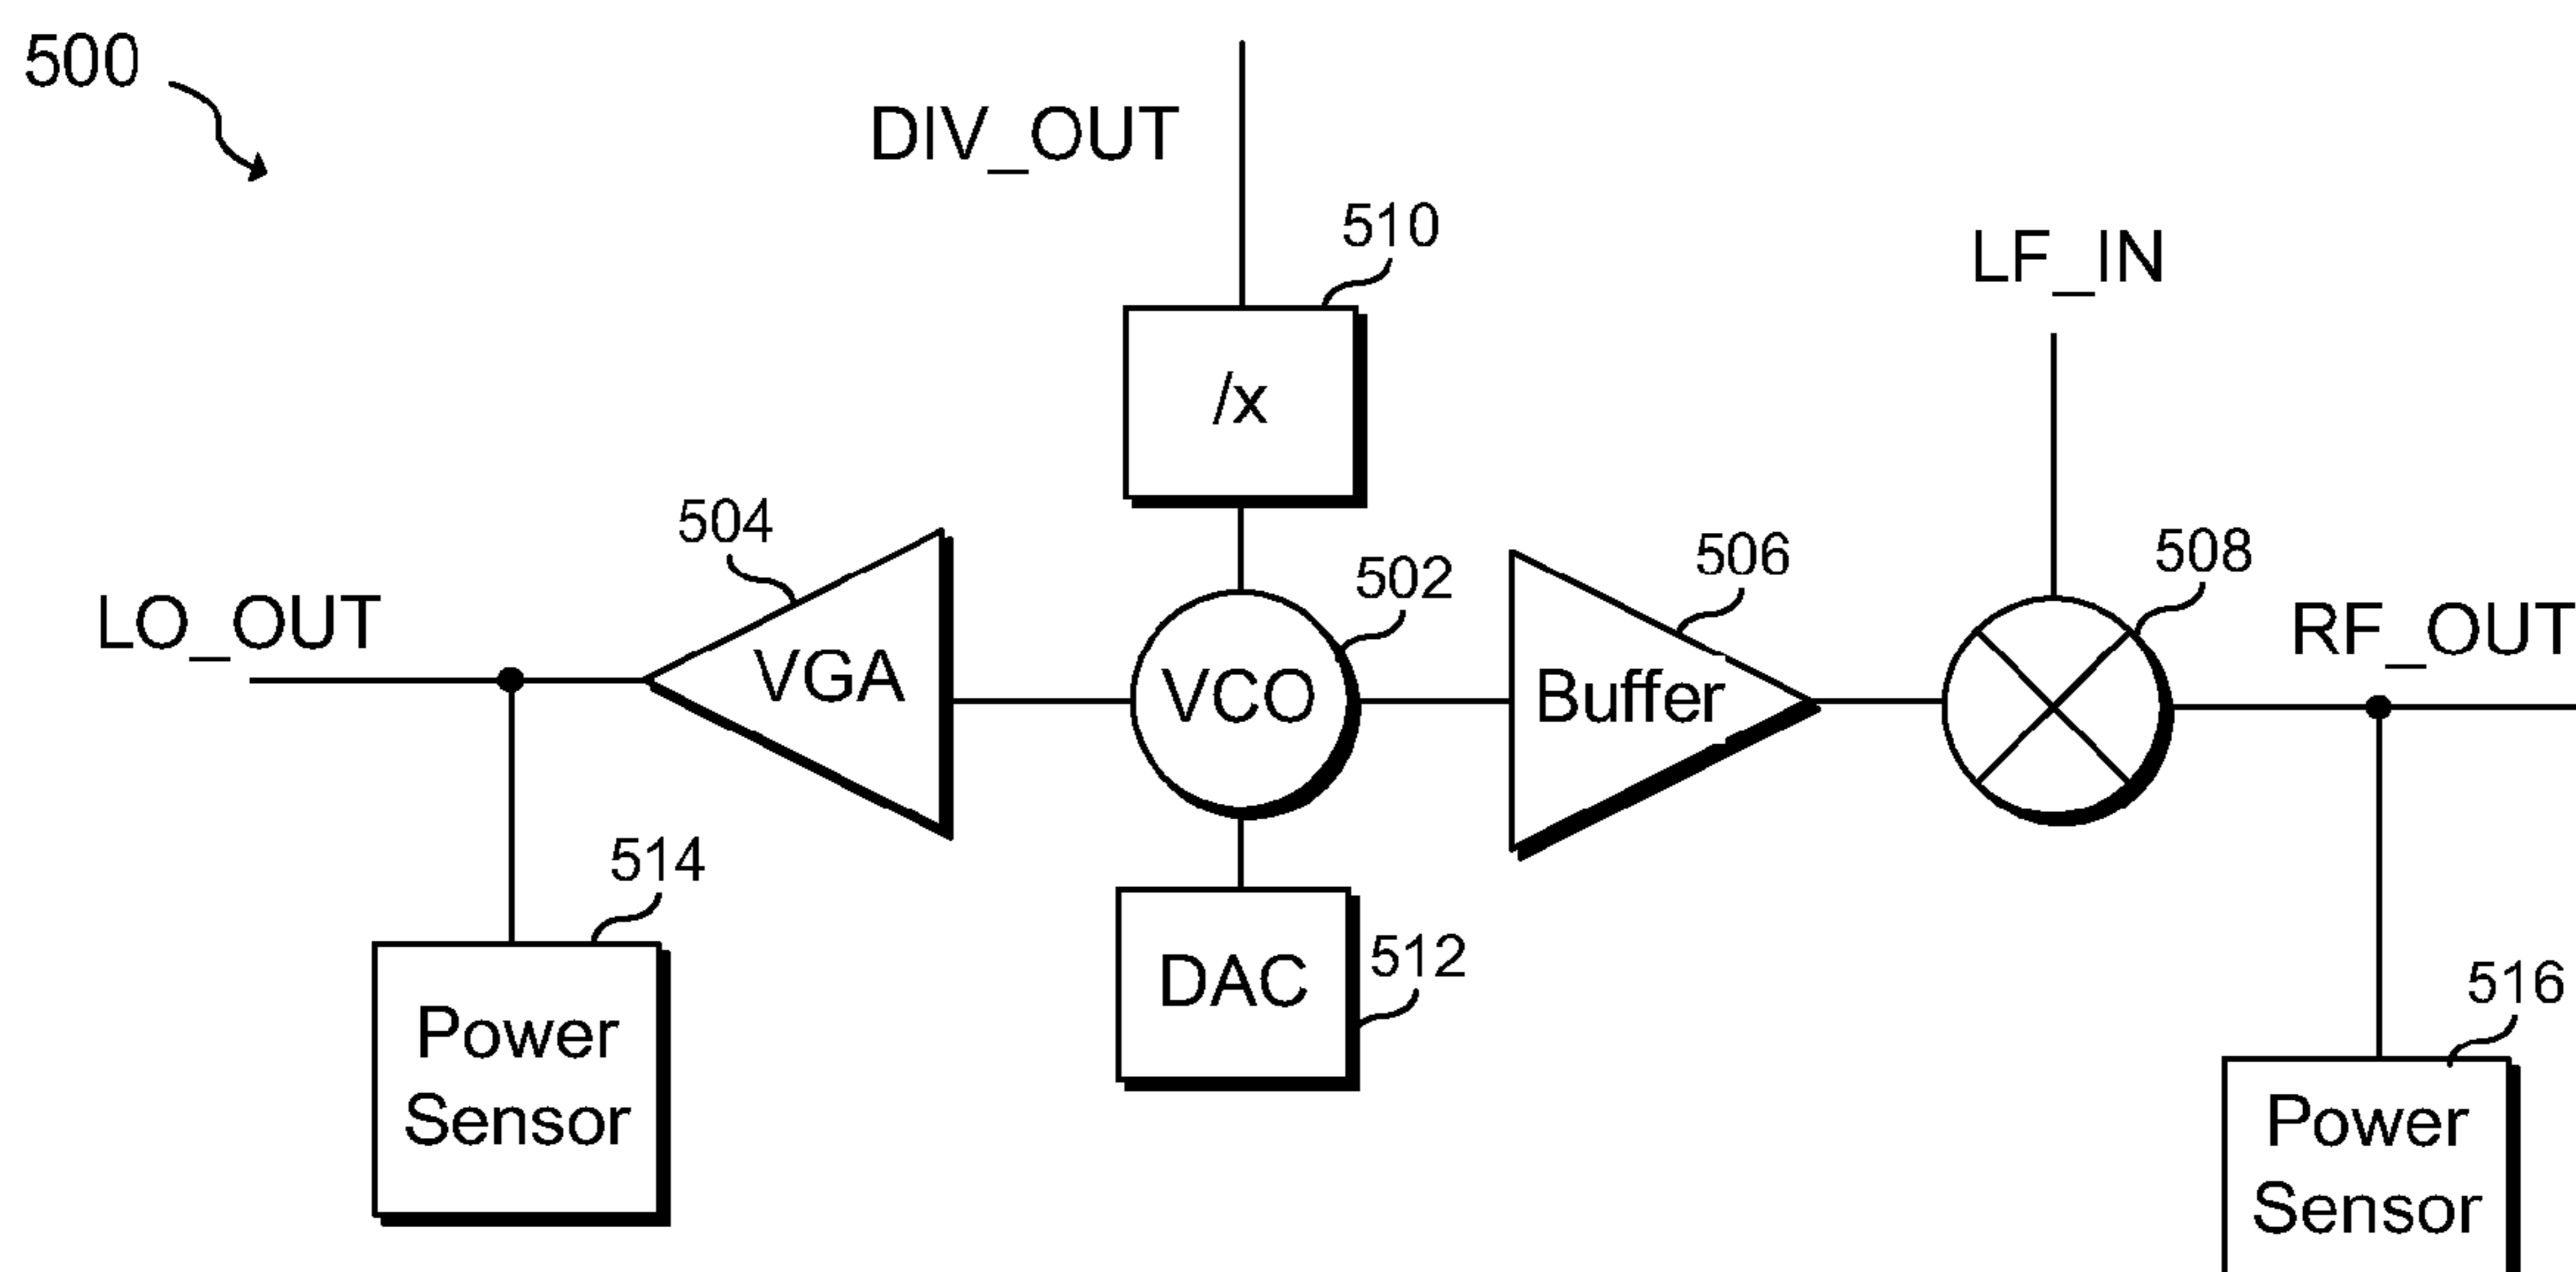 500
DIV_OUT
510
LF_IN
/x
504
506
508
502
LO_OUT
RF_OUT
VGA
VCO
Buffer
514
512
516
DAC
Power
Sensor
Power
Sensor